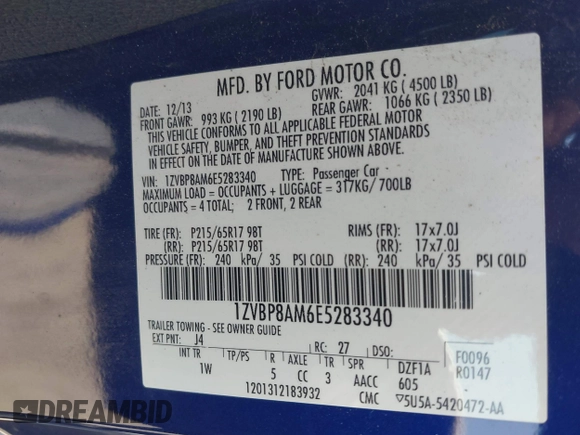 MFD. BY FORD MOTOR CO.
DATE: 12/13 GVWR: 2041 KG ( 4500 LB)
FRONT GAWR: 993 KG ( 2190 LB) REAR GAWR: 1066 KG ( 2350 LB)
THIS VEHICLE CONFORMS TO ALL APPLICABLE FEDERAL MOTOR
VEHICLE SAFETY, BUMPER, AND THEFT PREVENTION STANDARDS
IN EFFECT ON THE DATE OF MANUFACTURE SHOWN ABOVE.
VIN: 1ZVBP8AM6E5283340 TYPE: Passenger Car
MAXIMUM LOAD = OCCUPANTS + LUGGAGE = 317KG/ 700LB
OCCUPANTS = 4 TOTAL; 2 FRONT, 2 REAR
TIRE (FR): P215/65R17 98T RIMS (FR): 17x7.0J
(RR): P215/65R17 98T (RR): 17x7.0J
PRESSURE (FR): 240 kPa/ 35 PSI COLD (RR): 240 kPa/ 35 PSI COLD
1ZVBP8AM6E5283340
TRAILER TOWING - SEE OWNER GUIDE
EXT PNT: J4 RC: 27 DSO: F0096
INT TR TP/PS R AXLE TR SPR DZF1A R0147
1W 5 CC 3 AACC 605
1201312183932 CMC ▽5U5A-5420472-AA
DREAMBID